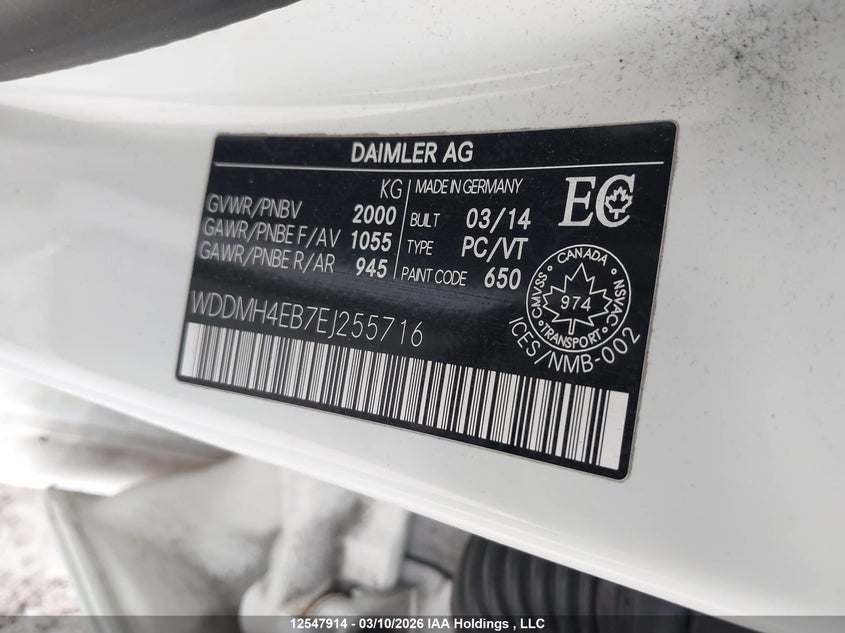 DAIMLER AG
KG
GVWR/PNBV 2000
GAWR/PNBE F/AV 1055
GAWR/PNBE R/AR 945
MADE IN GERMANY
BUILT 03/14
TYPE PC/VT
PAINT CODE 650
EC
CANADA
CMVSS 974 NSVAC
TRANSPORT
ICES/NMB-002
WDDMH4EB7EJ255716
12547914 - 03/10/2026 IAA Holdings , LLC